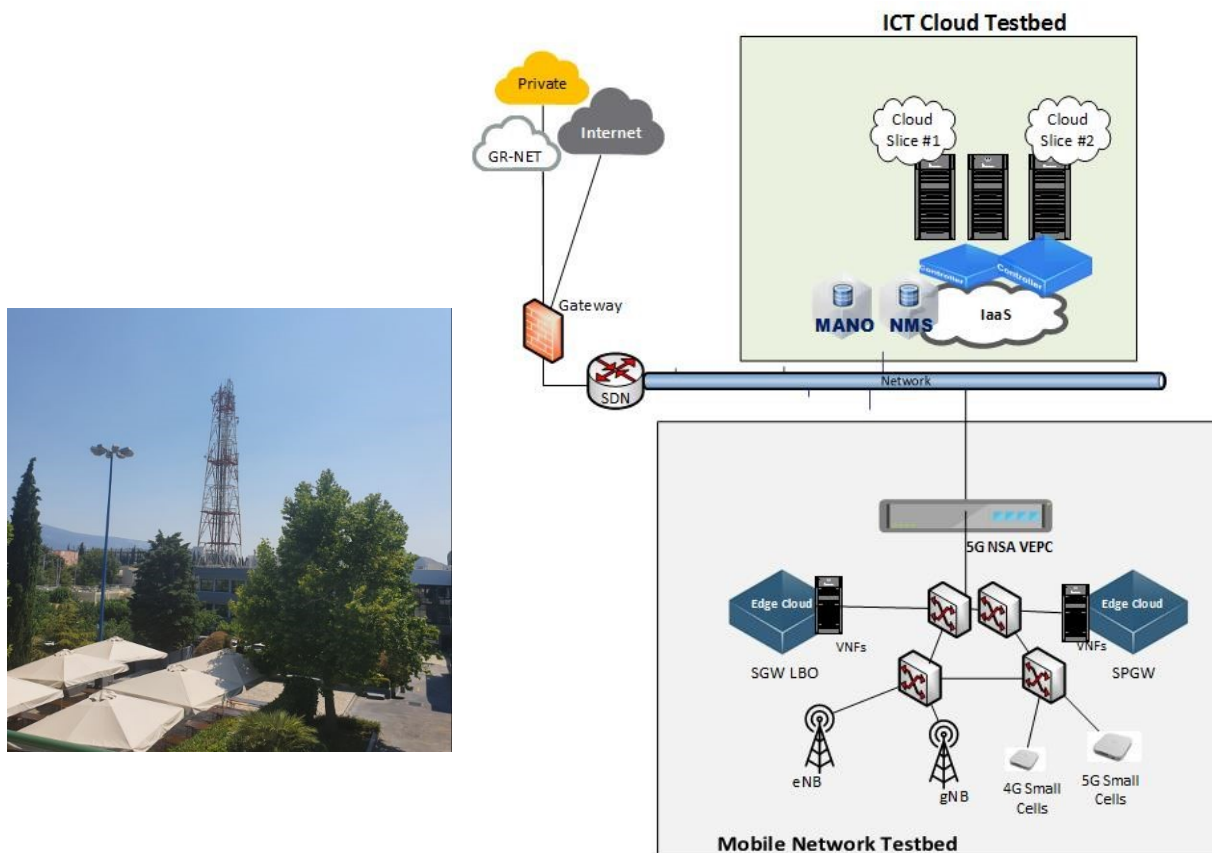 ICT Cloud Testbed
Private
Internet
GR-NET
Cloud
Slice #1
Cloud
Slice #2
Controller
Controller
MANO
NMS
IaaS
Gateway
SDN
Network
5G NSA VEPC
Edge Cloud
VNFs
SGW LBO
Edge Cloud
VNFs
SPGW
eNB
gNB
4G Small
Cells
5G Small
Cells
Mobile Network Testbed